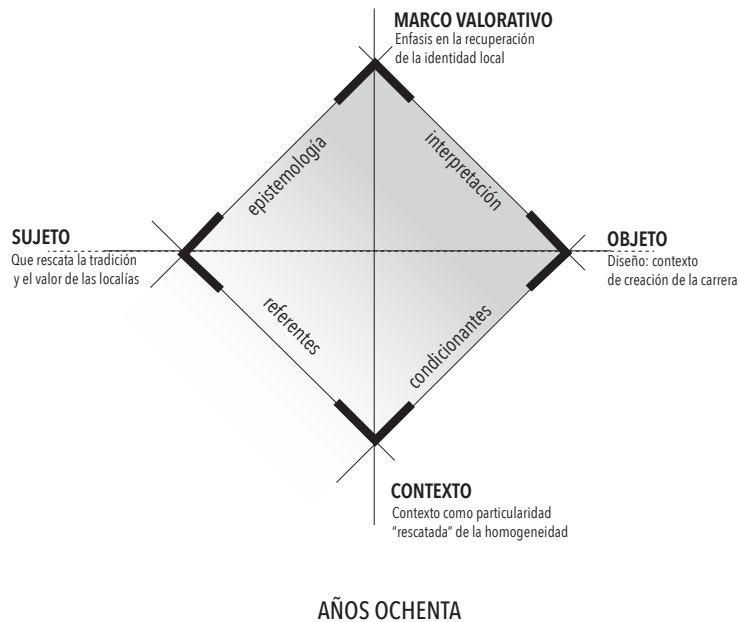 MARCO VALORATIVO
Enfasis en la recuperación
de la identidad local
epistemología
interpretación
SUJETO
Que rescata la tradición
y el valor de las localías
OBJETO
Diseño: contexto
de creación de la carrera
referentes
condicionantes
CONTEXTO
Contexto como particularidad
“rescatada” de la homogeneidad
AÑOS OCHENTA